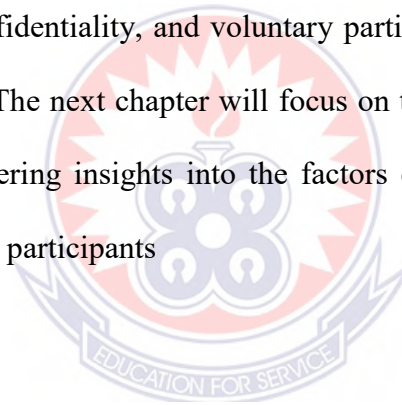 fidentiality, and voluntary parti
The next chapter will focus on t
ering insights into the factors
participants
EDUCATION FOR SERVICE